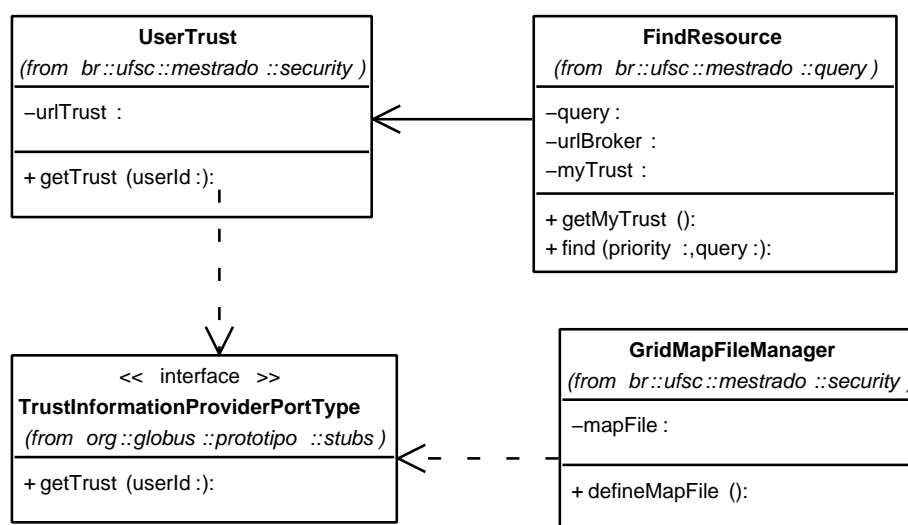 UserTrust
(from br::ufsc::mestrado ::security )
–urlTrust :
+ getTrust (userId :):
FindResource
(from br::ufsc::mestrado ::query )
–query :
–urlBroker :
–myTrust :
+ getMyTrust ():
+ find (priority :,query :):
<< interface >>
TrustInformationProviderPortType
(from org ::globus ::prototipo ::stubs )
+ getTrust (userId :):
GridMapFileManager
(from br::ufsc::mestrado ::security )
–mapFile :
+ defineMapFile ():